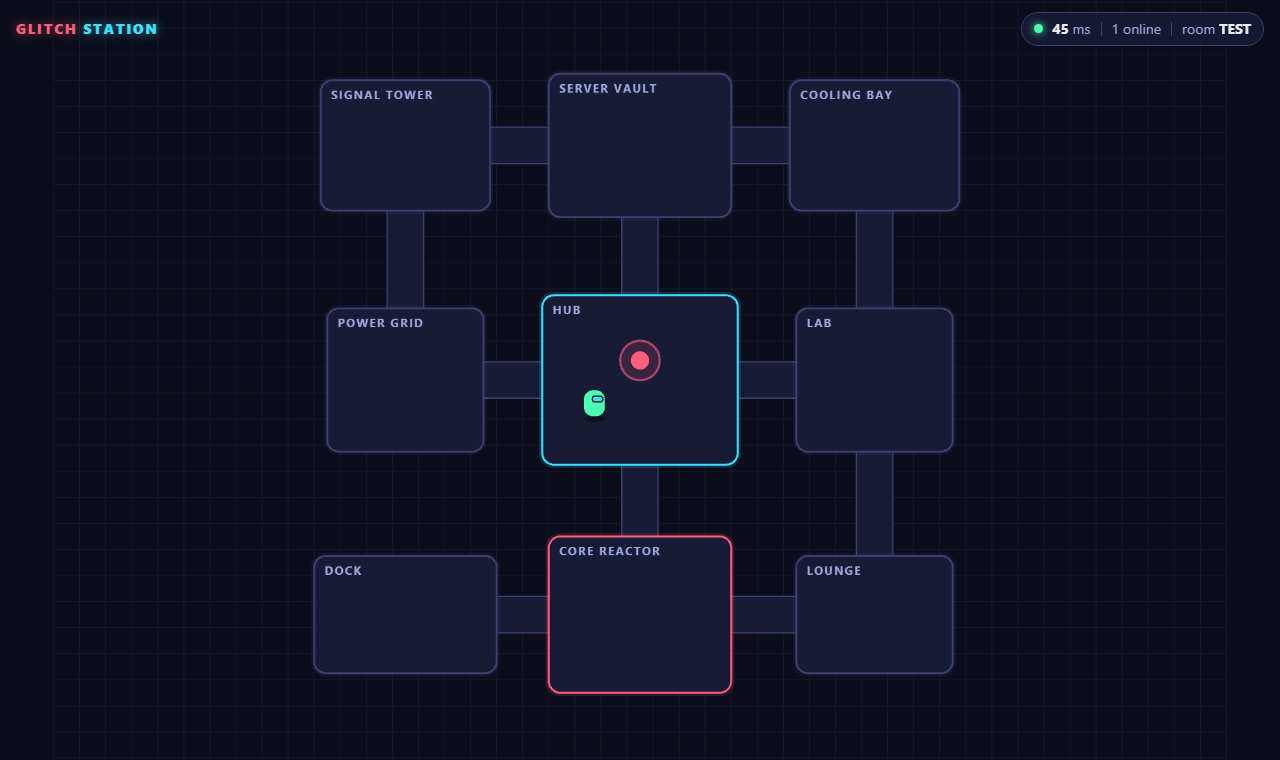 GLITCH STATION
45 ms 1 online room TEST
SIGNAL TOWER
SERVER VAULT
COOLING BAY
POWER GRID
HUB
LAB
DOCK
CORE REACTOR
LOUNGE